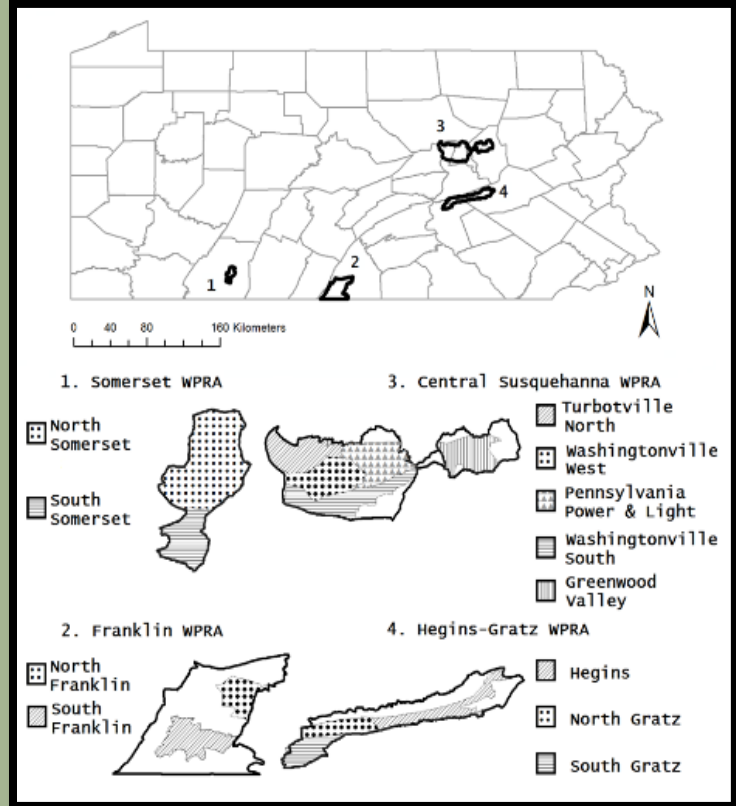 3
4
2
1
N
0 40 80 160 Kilometers
1. Somerset WPRA
North
Somerset
South
Somerset
3. Central Susquehanna WPRA
Turbotville
North
Washingtonville
West
Pennsylvania
Power & Light
Washingtonville
South
Greenwood
Valley
2. Franklin WPRA
North
Franklin
South
Franklin
4. Hegins-Gratz WPRA
Hegins
North Gratz
South Gratz